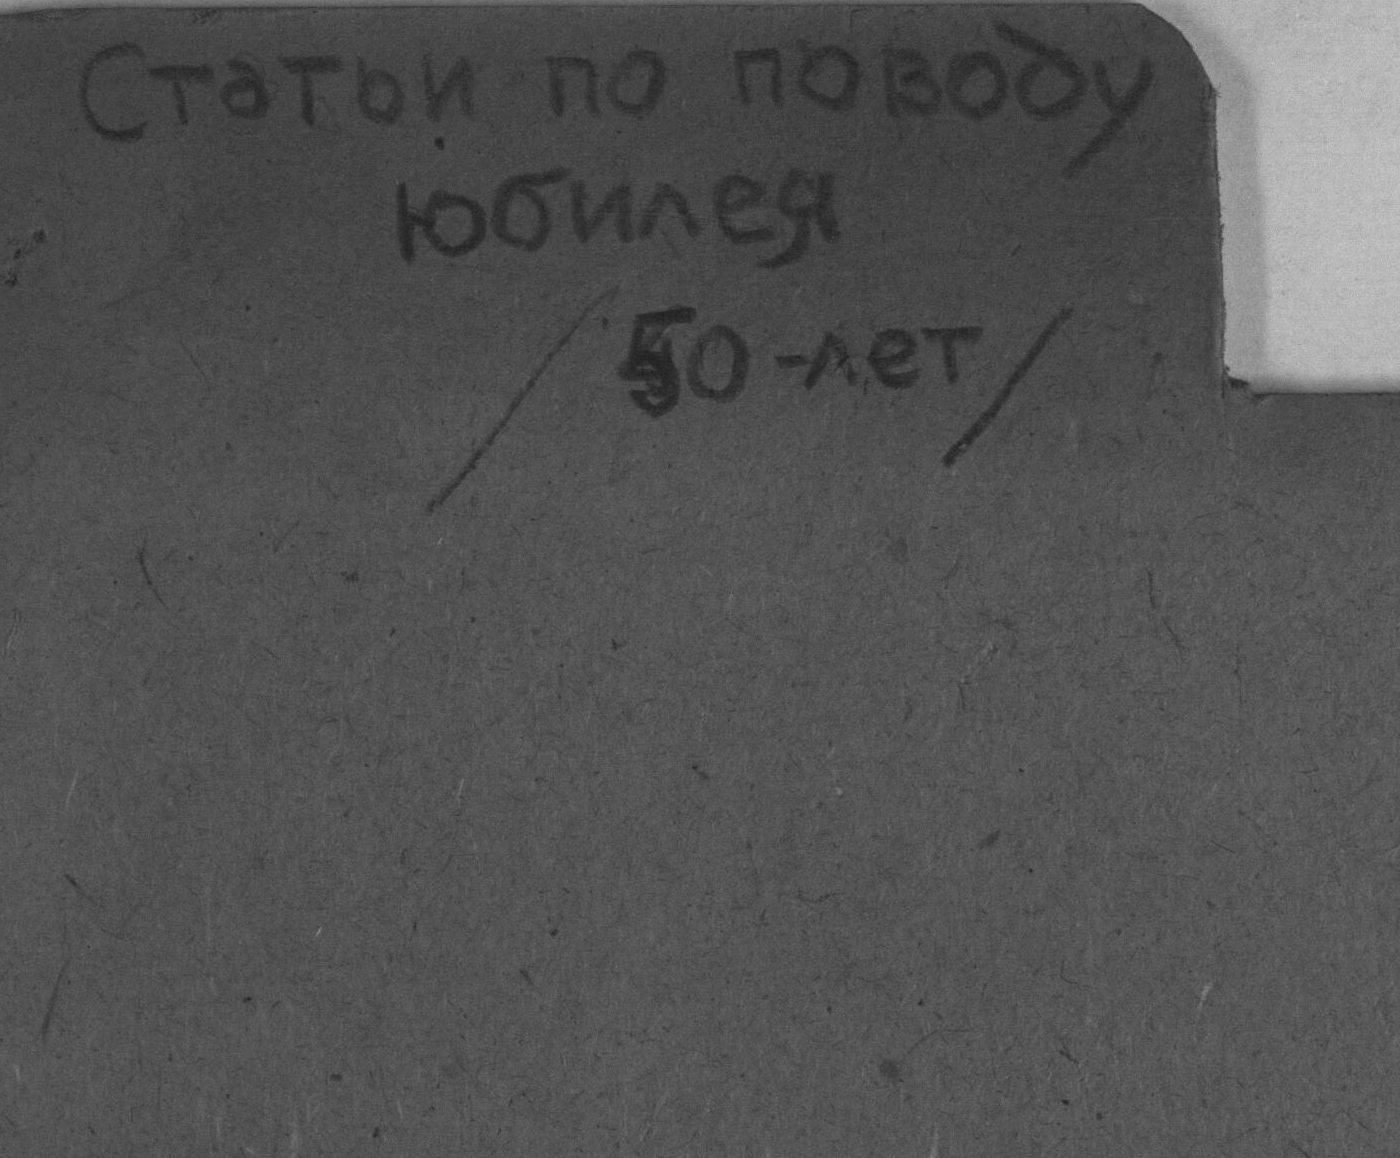 Статьи по поводу
юбилея
/50-лет/